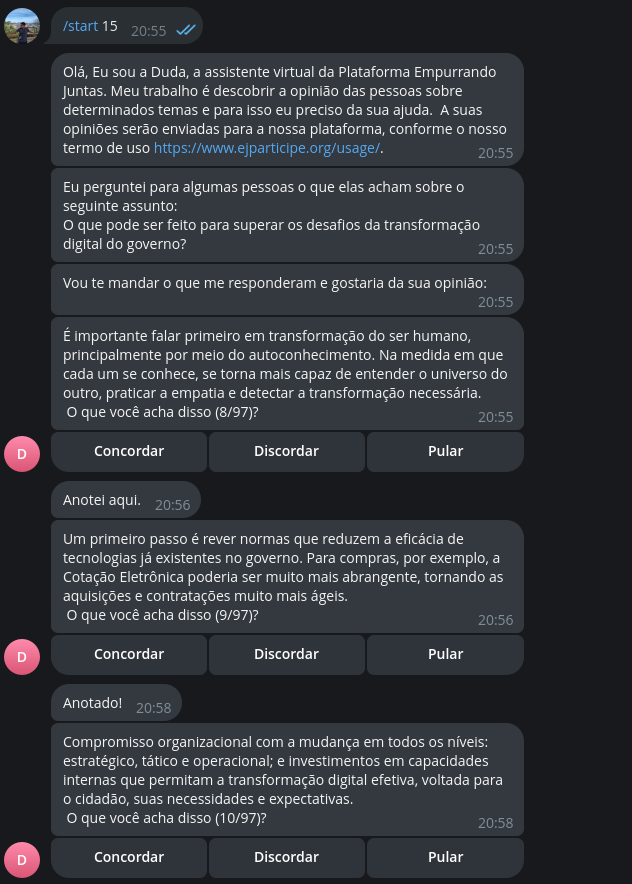 /start 15 20:55
Olá, Eu sou a Duda, a assistente virtual da Plataforma Empurrando
Juntas. Meu trabalho é descobrir a opinião das pessoas sobre
determinados temas e para isso eu preciso da sua ajuda.  A suas
opiniões serão enviadas para a nossa plataforma, conforme o nosso
termo de uso https://www.ejparticipe.org/usage/.
20:55
Eu perguntei para algumas pessoas o que elas acham sobre o
seguinte assunto:
O que pode ser feito para superar os desafios da transformação
digital do governo?
20:55
Vou te mandar o que me responderam e gostaria da sua opinião:
20:55
É importante falar primeiro em transformação do ser humano,
principalmente por meio do autoconhecimento. Na medida em que
cada um se conhece, se torna mais capaz de entender o universo do
outro, praticar a empatia e detectar a transformação necessária.
O que você acha disso (8/97)?
20:55
D
Concordar Discordar Pular
Anotei aqui. 20:56
Um primeiro passo é rever normas que reduzem a eficácia de
tecnologias já existentes no governo. Para compras, por exemplo, a
Cotação Eletrônica poderia ser muito mais abrangente, tornando as
aquisições e contratações muito mais ágeis.
O que você acha disso (9/97)?
20:56
D
Concordar Discordar Pular
Anotado! 20:58
Compromisso organizacional com a mudança em todos os níveis:
estratégico, tático e operacional; e investimentos em capacidades
internas que permitam a transformação digital efetiva, voltada para
o cidadão, suas necessidades e expectativas.
O que você acha disso (10/97)?
20:58
D
Concordar Discordar Pular